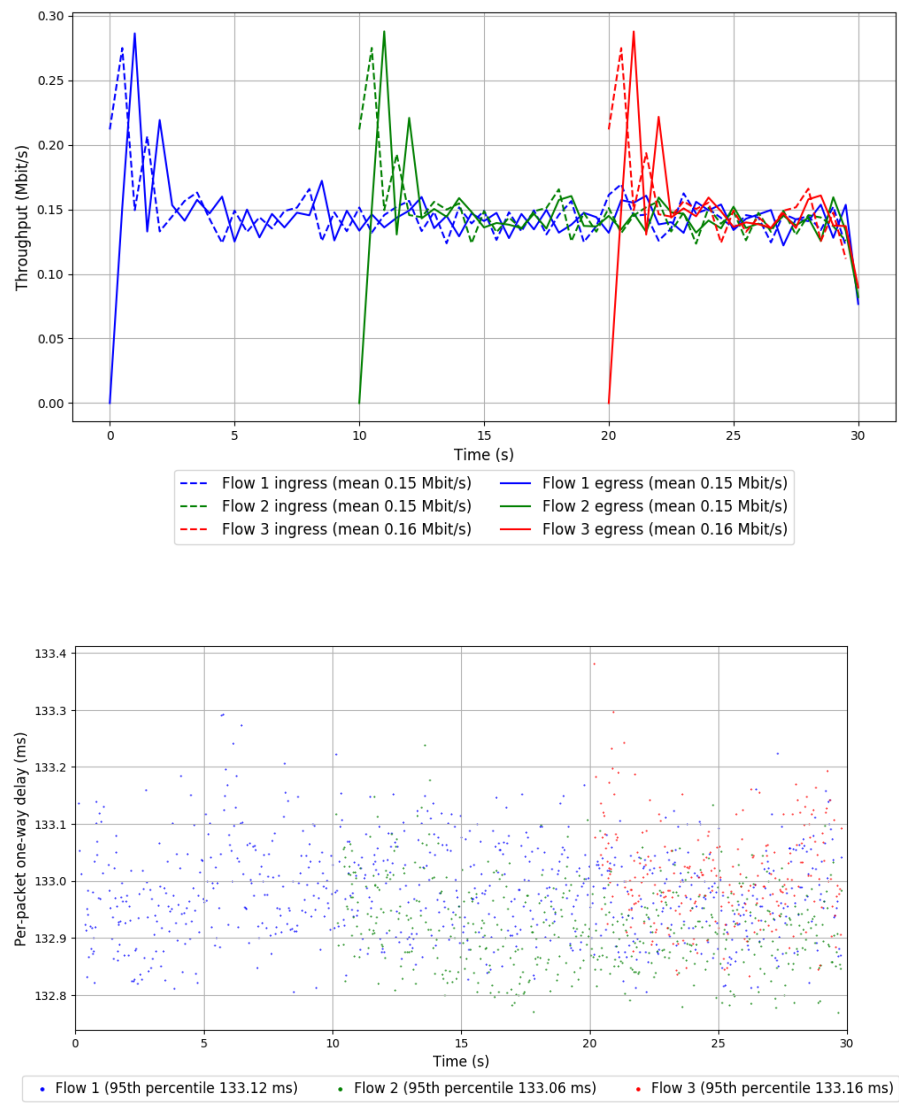 0.30
0.25
0.20
0.15
0.10
0.05
0.00
Throughput (Mbit/s)
0 5 10 15 20 25 30
Time (s)
Flow 1 ingress (mean 0.15 Mbit/s) Flow 1 egress (mean 0.15 Mbit/s)
Flow 2 ingress (mean 0.15 Mbit/s) Flow 2 egress (mean 0.15 Mbit/s)
Flow 3 ingress (mean 0.16 Mbit/s) Flow 3 egress (mean 0.16 Mbit/s)
133.4
133.3
133.2
133.1
133.0
132.9
132.8
Per-packet one-way delay (ms)
0 5 10 15 20 25 30
Time (s)
Flow 1 (95th percentile 133.12 ms) Flow 2 (95th percentile 133.06 ms) Flow 3 (95th percentile 133.16 ms)